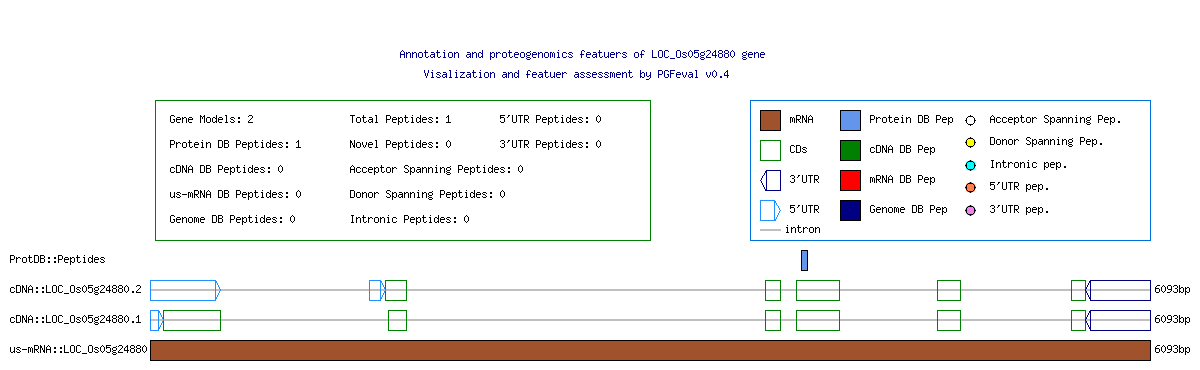 Annotation and proteogenomics featuers of LOC_Os05g24880 gene
Visalization and featuer assessment by PGFeval v0.4
Gene Models: 2 Total Peptides: 1 5'UTR Peptides: 0
Protein DB Peptides: 1 Novel Peptides: 0 3'UTR Peptides: 0
cDNA DB Peptides: 0 Acceptor Spanning Peptides: 0
us-mRNA DB Peptides: 0 Donor Spanning Peptides: 0
Genome DB Peptides: 0 Intronic Peptides: 0
mRNA Protein DB Pep Acceptor Spanning Pep.
CDs cDNA DB Pep Donor Spanning Pep.
3'UTR mRNA DB Pep Intronic pep.
5'UTR Genome DB Pep 5'UTR pep.
intron 3'UTR pep.
ProtDB::Peptides
cDNA::LOC_Os05g24880.2 6093bp
cDNA::LOC_Os05g24880.1 6093bp
us-mRNA::LOC_Os05g24880 6093bp